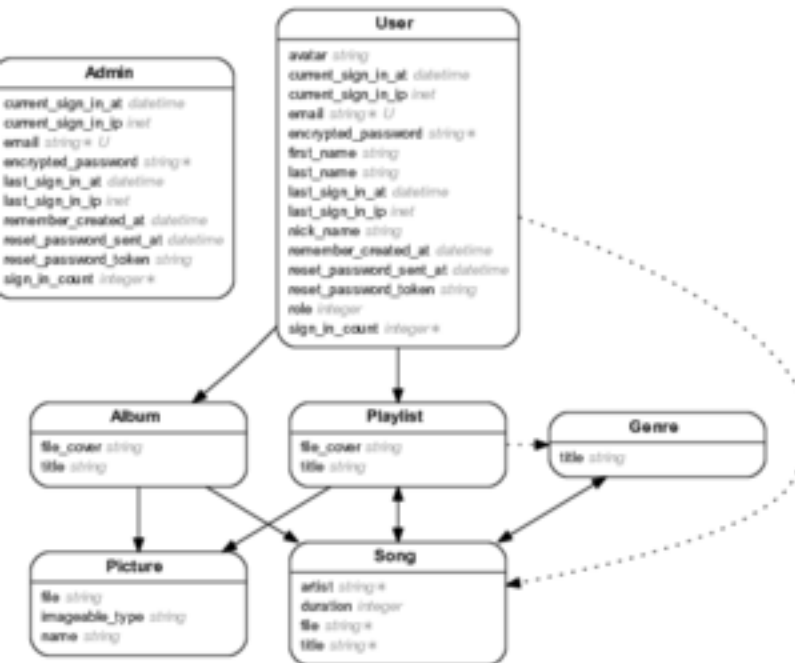 User
avatar string
current_sign_in_at datetime
current_sign_in_ip inet
email string * U
encrypted_password string *
first_name string
last_name string
last_sign_in_at datetime
last_sign_in_ip inet
nick_name string
remember_created_at datetime
reset_password_sent_at datetime
reset_password_token string
role integer
sign_in_count integer *
Admin
current_sign_in_at datetime
current_sign_in_ip inet
email string * U
encrypted_password string *
last_sign_in_at datetime
last_sign_in_ip inet
remember_created_at datetime
reset_password_sent_at datetime
reset_password_token string
sign_in_count integer *
Album
file_cover string
title string
Playlist
file_cover string
title string
Genre
title string
Picture
file string
imageable_type string
name string
Song
artist string *
duration integer
file string *
title string *